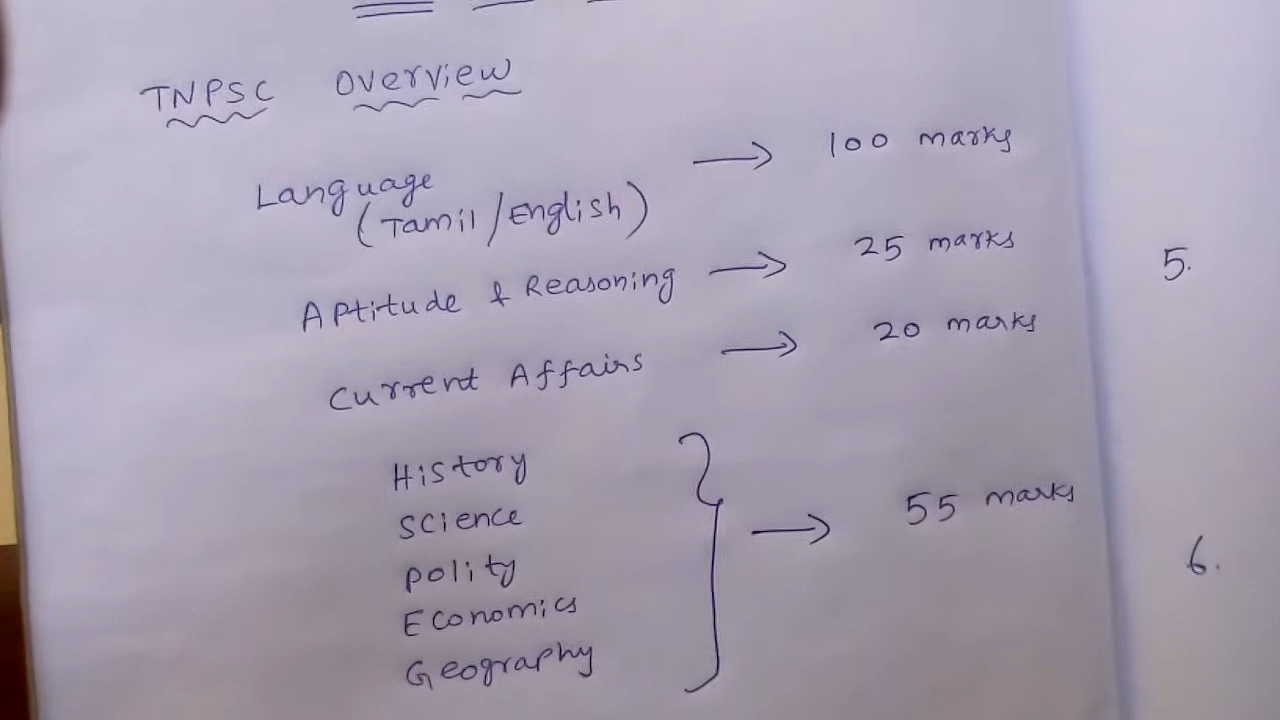 TNPSC Overview
Language → 100 marks
(Tamil/English)
Aptitude & Reasoning → 25 marks
5.
Current Affairs → 20 marks
History
Science
Polity
Economics
Geography
→ 55 marks
6.